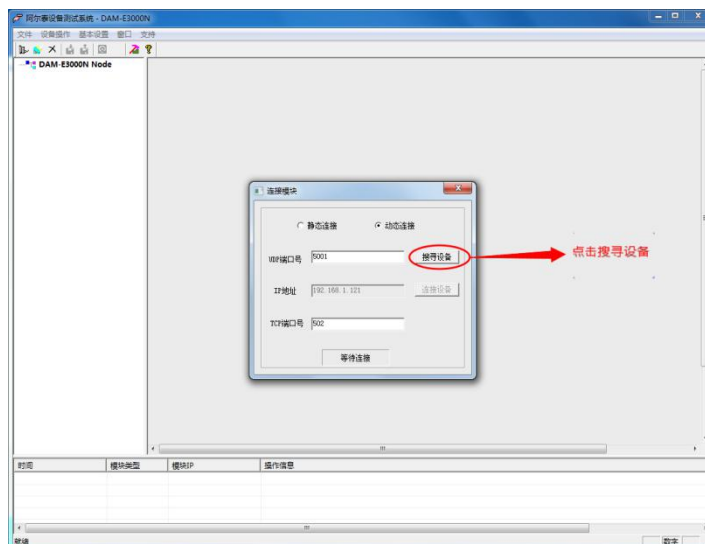 阿尔泰设备测试系统 - DAM-E3000N
文件 设备操作 基本设置 窗口 支持
DAM-E3000N Node
连接模块
静态连接 动态连接
UDP端口号 5001 搜寻设备
点击搜寻设备
IP地址 192.168.1.121 连接设备
TCP端口号 502
等待连接
时间 模块类型 模块IP 操作信息
就绪 数字